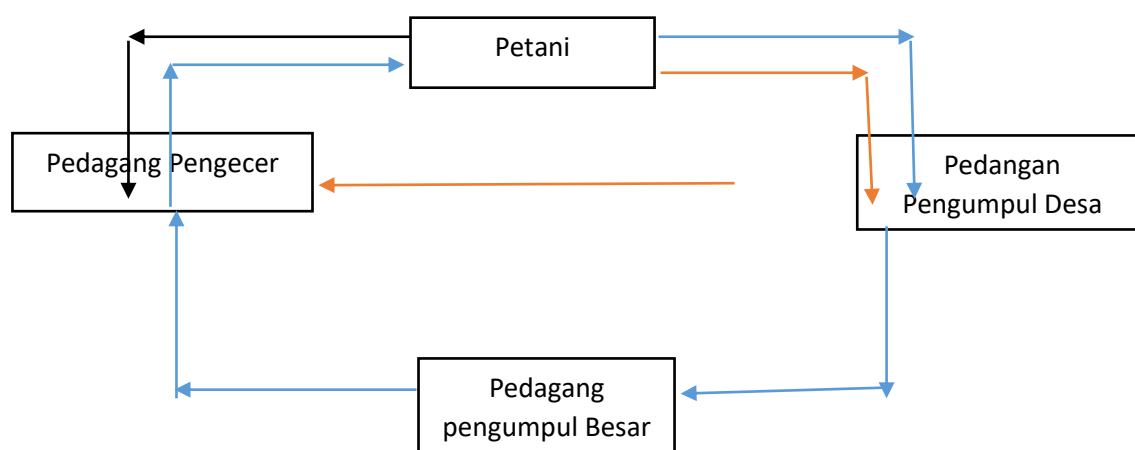 Petani
Pedagang Pengecer
Pedangan
Pengumpul Desa
Pedagang
pengumpul Besar